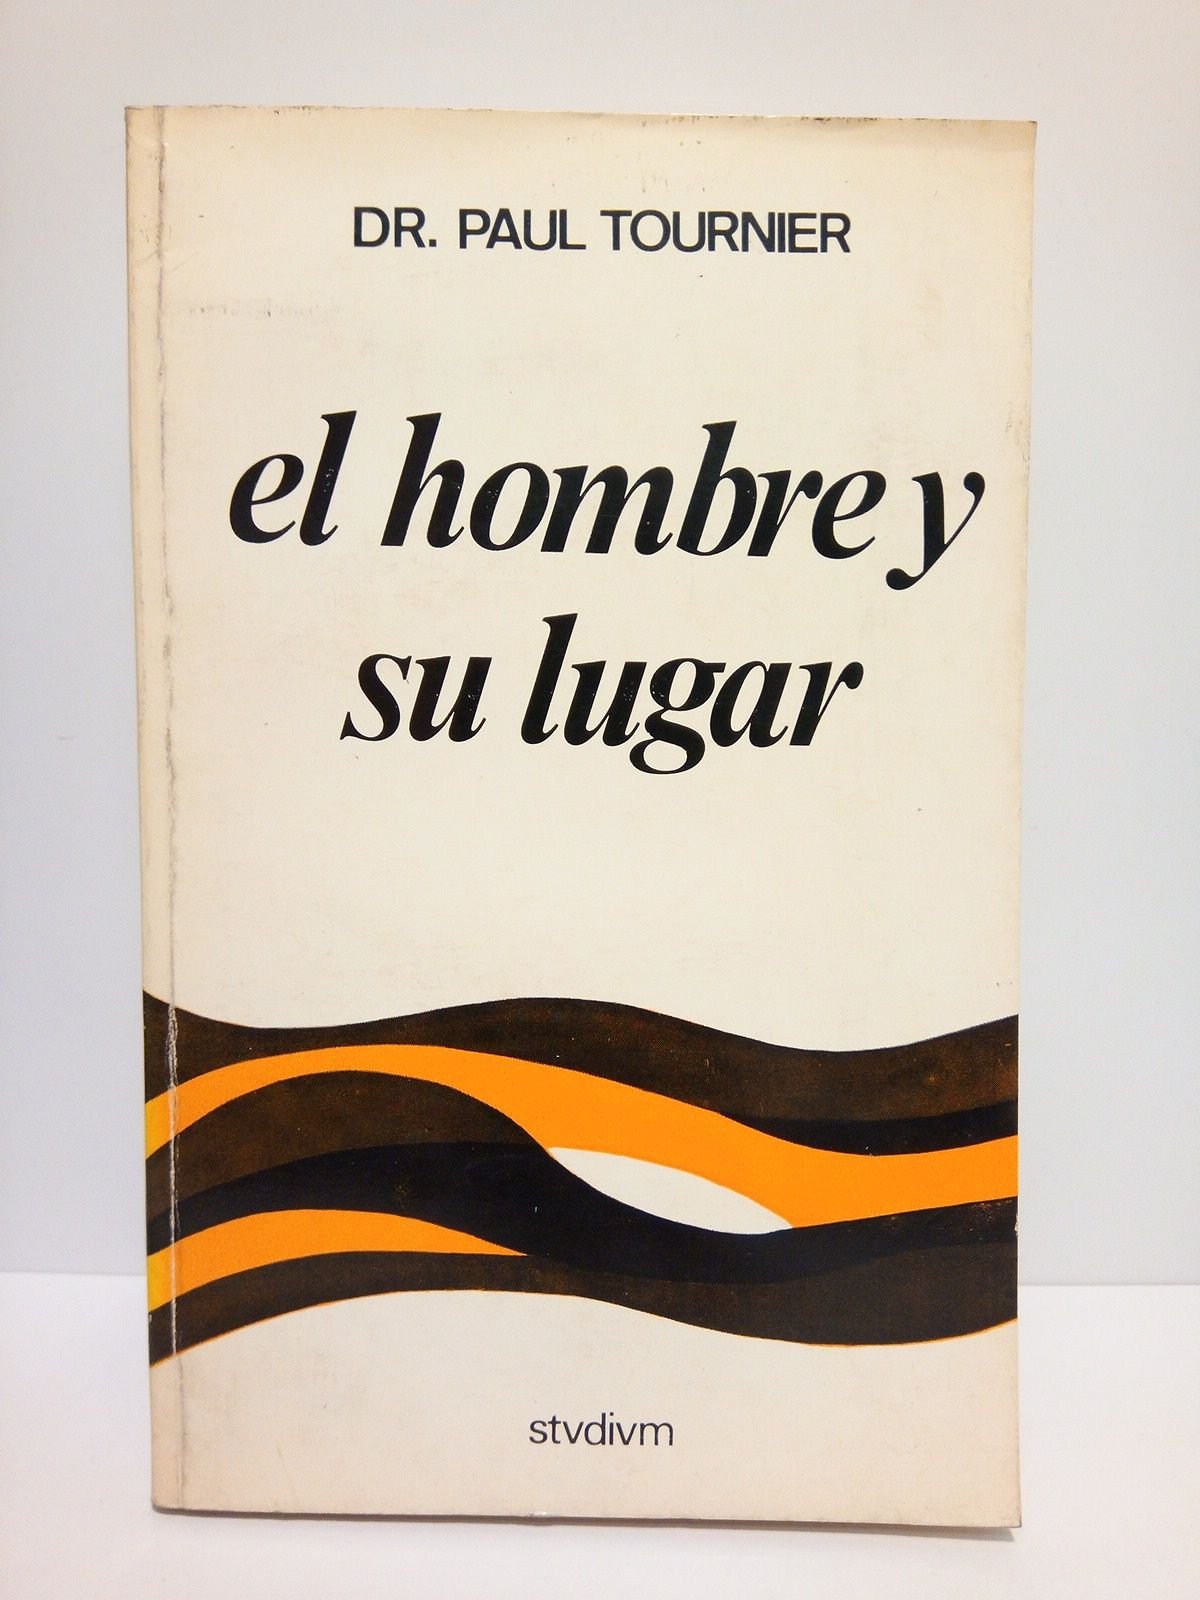 DR. PAUL TOURNIER
el hombre y
su lugar
stvdivm